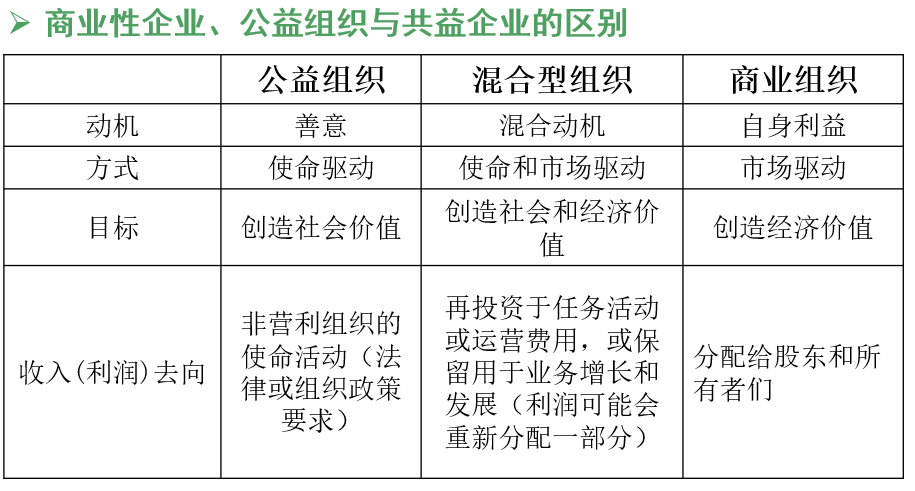 ➢ 商业性企业、公益组织与共益企业的区别
公益组织 混合型组织 商业组织
动机 善意 混合动机 自身利益
方式 使命驱动 使命和市场驱动 市场驱动
目标 创造社会价值 创造社会和经济价
值 创造经济价值
收入(利润)去向
非营利组织的
使命活动（法
律或组织政策
要求）
再投资于任务活动
或运营费用，或保
留用于业务增长和
发展（利润可能会
重新分配一部分）
分配给股东和所
有者们